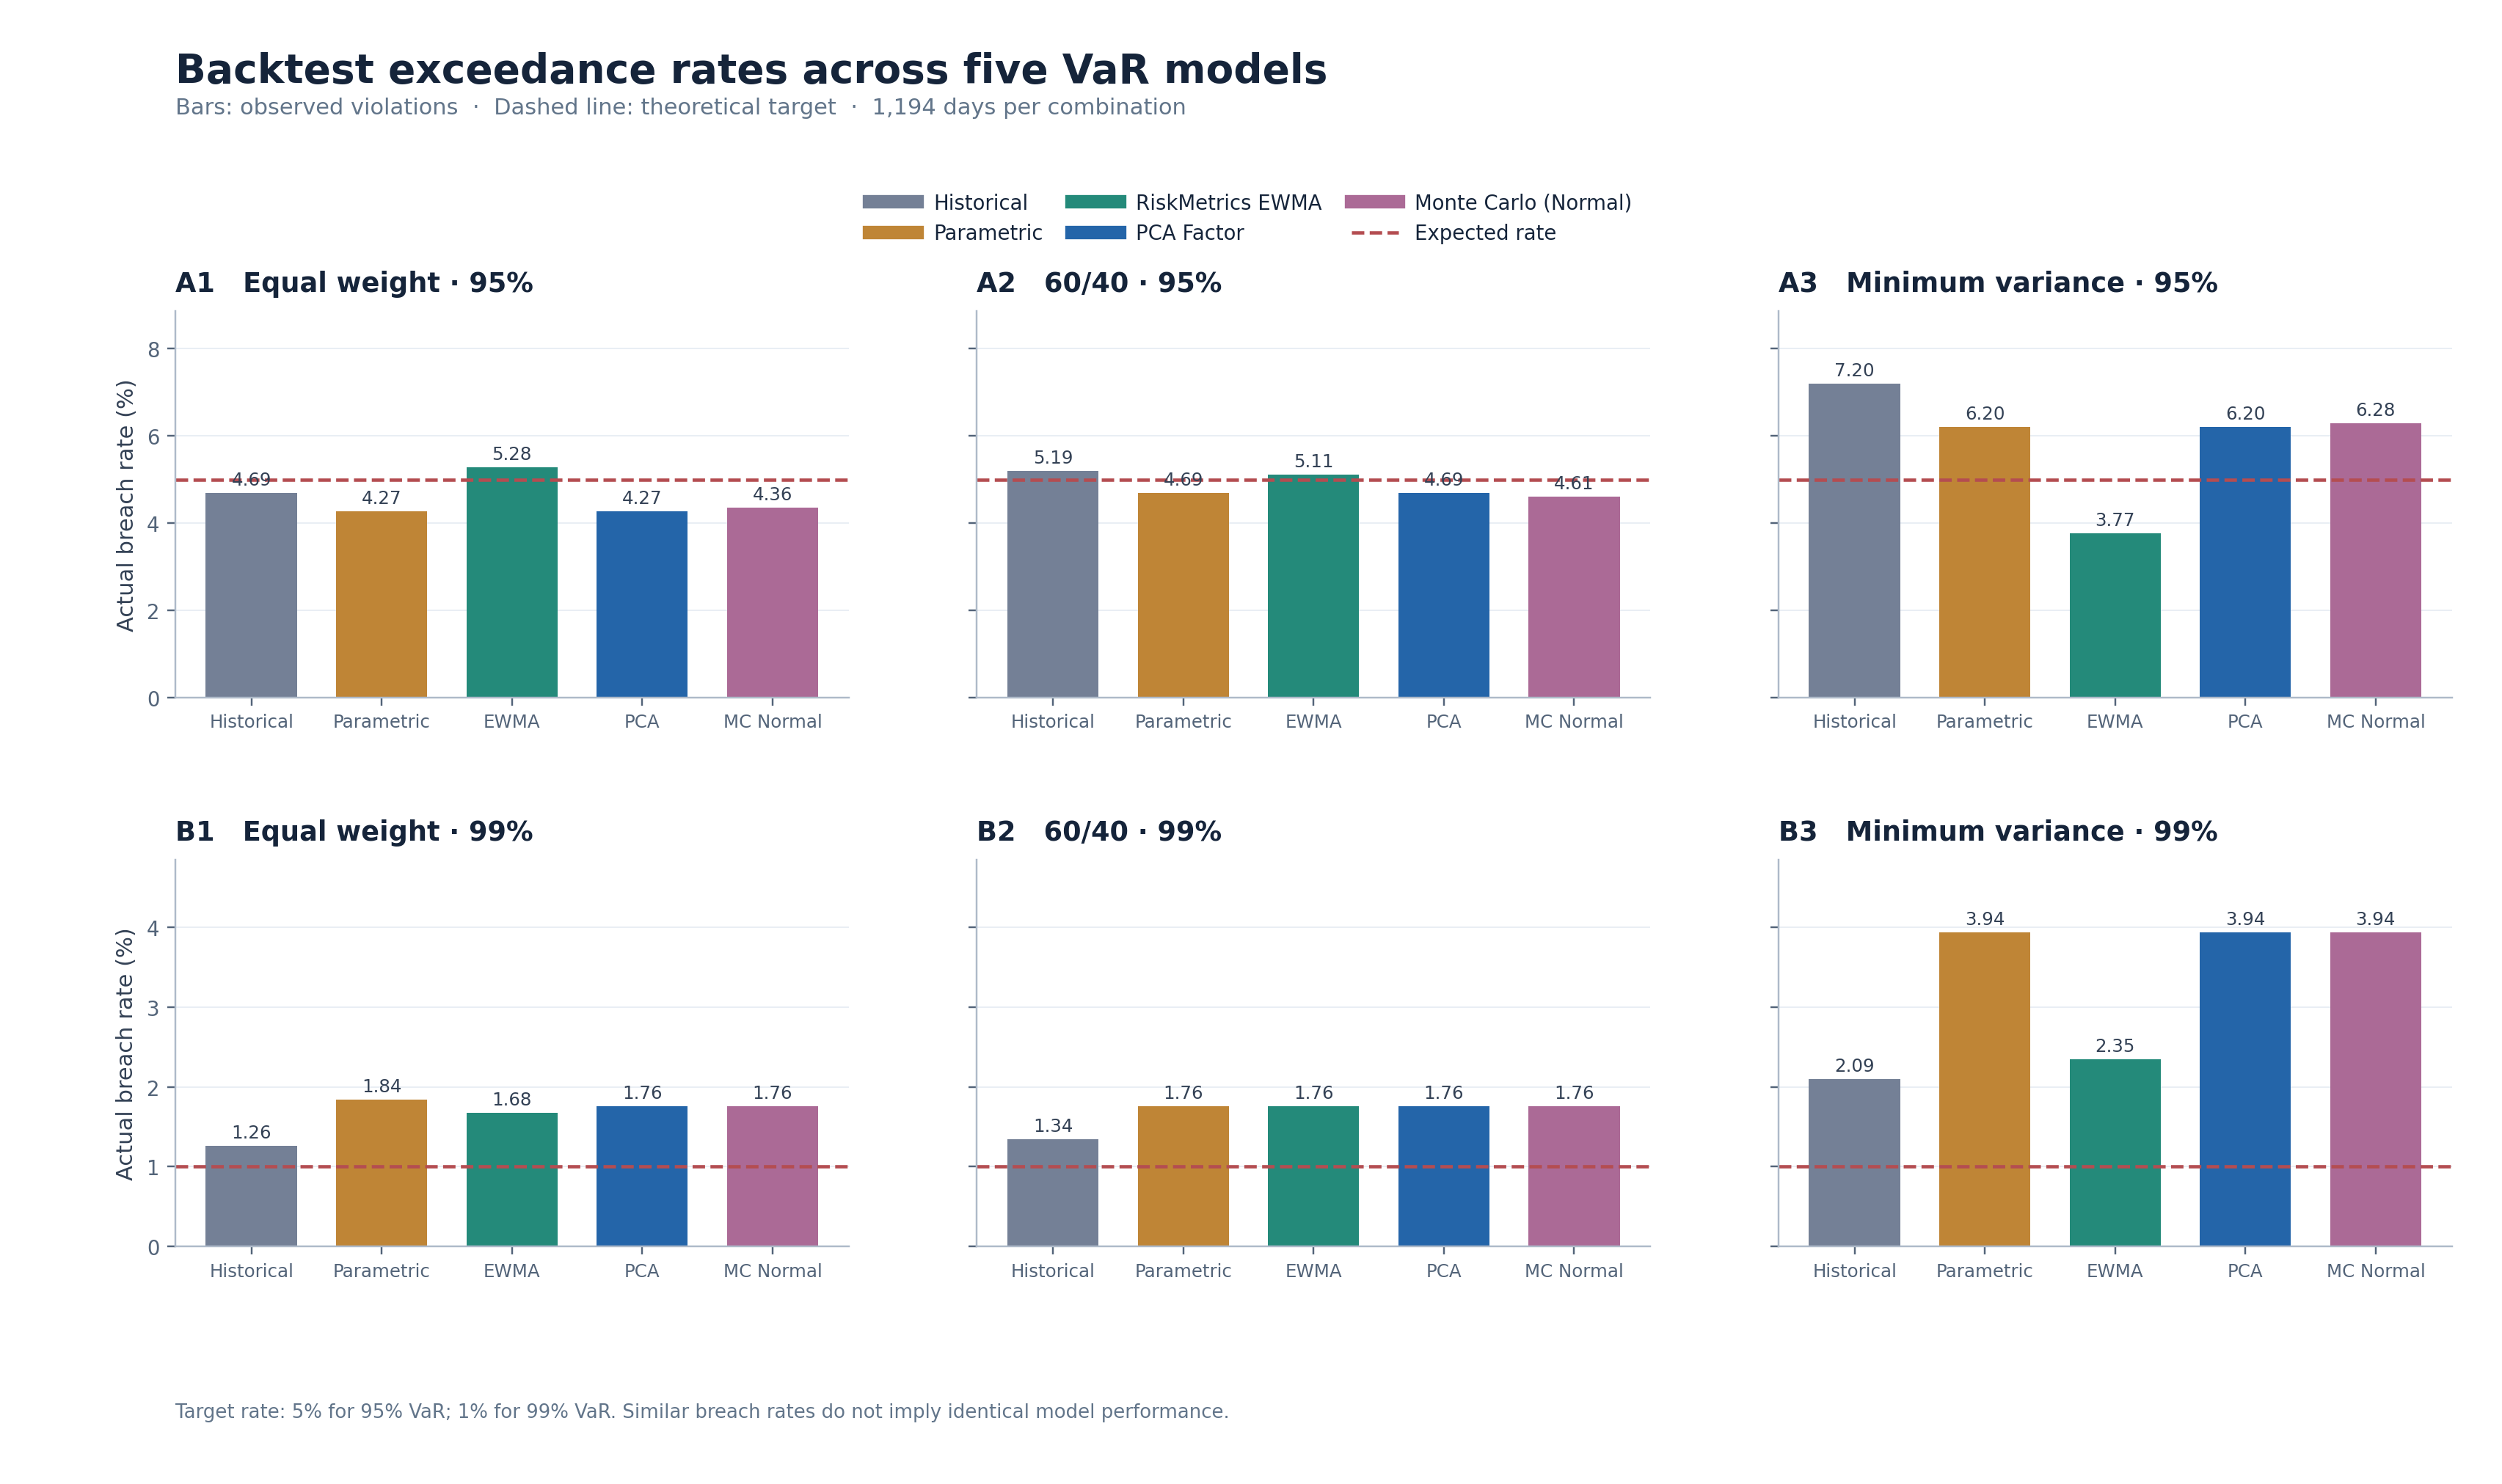 Backtest exceedance rates across five VaR models
Bars: observed violations · Dashed line: theoretical target · 1,194 days per combination
Historical
RiskMetrics EWMA
Monte Carlo (Normal)
Parametric
PCA Factor
Expected rate
A1 Equal weight · 95%
Actual breach rate (%)
8
6
4
2
0
4.69
4.27
5.28
4.27
4.36
Historical
Parametric
EWMA
PCA
MC Normal
A2 60/40 · 95%
5.19
4.69
5.11
4.69
4.61
Historical
Parametric
EWMA
PCA
MC Normal
A3 Minimum variance · 95%
7.20
6.20
3.77
6.20
6.28
Historical
Parametric
EWMA
PCA
MC Normal
B1 Equal weight · 99%
Actual breach rate (%)
4
3
2
1
0
1.26
1.84
1.68
1.76
1.76
Historical
Parametric
EWMA
PCA
MC Normal
B2 60/40 · 99%
1.34
1.76
1.76
1.76
1.76
Historical
Parametric
EWMA
PCA
MC Normal
B3 Minimum variance · 99%
2.09
3.94
2.35
3.94
3.94
Historical
Parametric
EWMA
PCA
MC Normal
Target rate: 5% for 95% VaR; 1% for 99% VaR. Similar breach rates do not imply identical model performance.